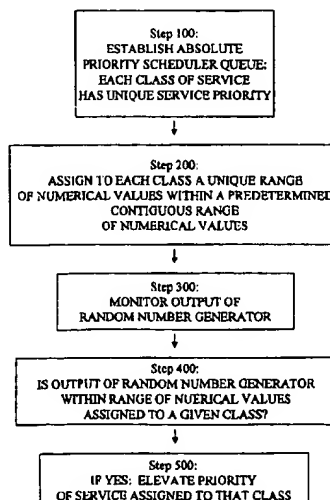 Step 100:
ESTABLISH ABSOLUTE
PRIORITY SCHEDULER QUEUE:
EACH CLASS OF SERVICE
HAS UNIQUE SERVICE PRIORITY
Step 200:
ASSIGN TO EACH CLASS A UNIQUE RANGE
OF NUMERICAL VALUES WITHIN A PREDETERMINED
CONTIGUOUS RANGE
OF NUMERICAL VALUES
Step 300:
MONITOR OUTPUT OF
RANDOM NUMBER GENERATOR
Step 400:
IS OUTPUT OF RANDOM NUMBER GENERATOR
WITHIN RANGE OF NUERICAL VALUES
ASSIGNED TO A GIVEN CLASS?
Step 500:
IF YES: ELEVATE PRIORITY
OF SERVICE ASSIGNED TO THAT CLASS